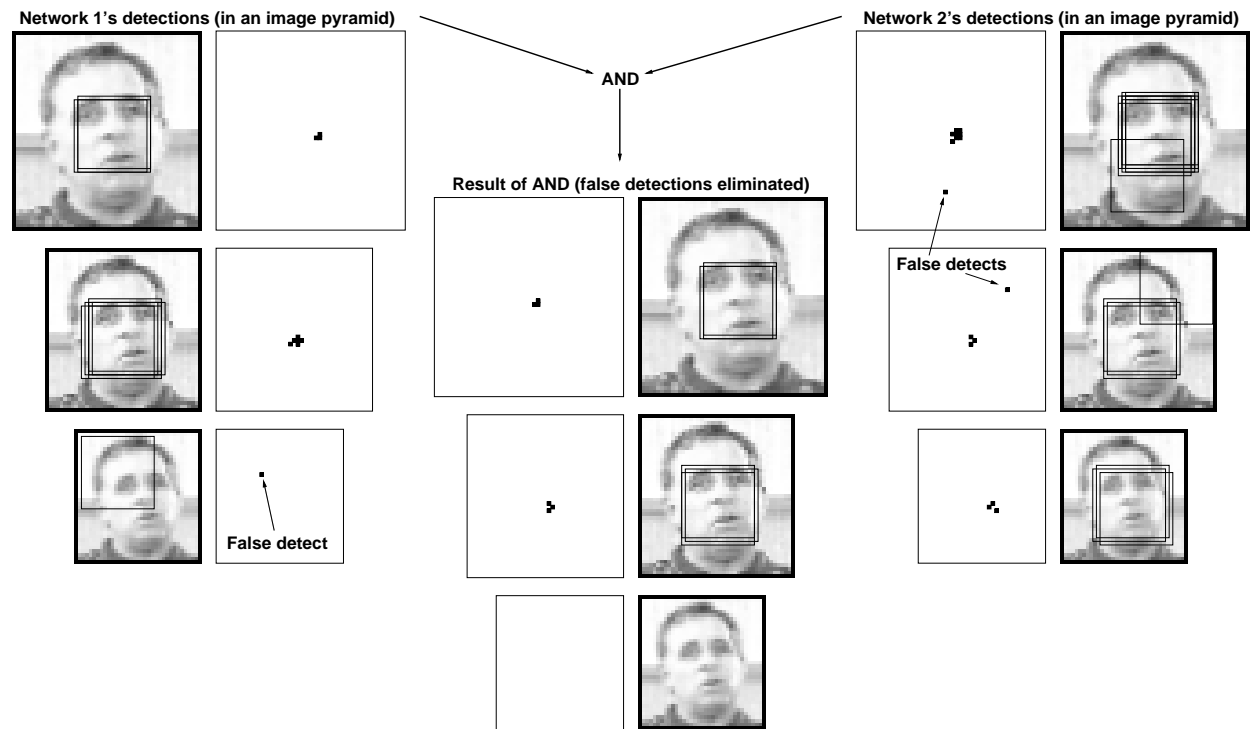 Network 1's detections (in an image pyramid)
Network 2's detections (in an image pyramid)
AND
Result of AND (false detections eliminated)
False detects
False detect